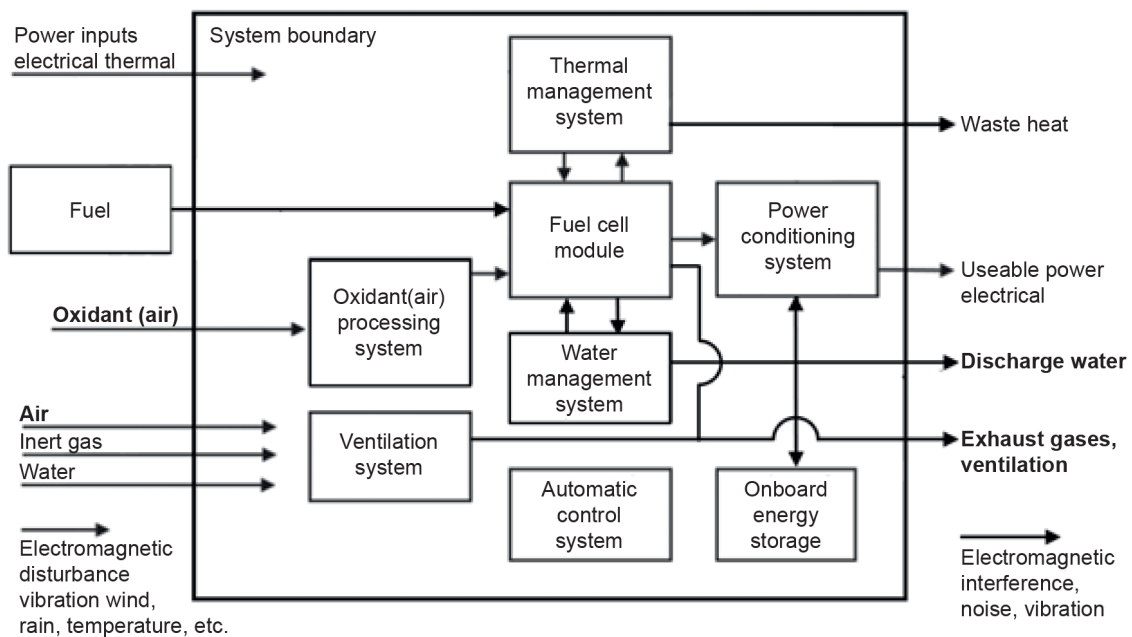 Power inputs
electrical thermal
System boundary
Thermal
management
system
Waste heat
Fuel
Fuel cell
module
Power
conditioning
system
Useable power
electrical
Oxidant(air)
processing
system
Oxidant (air)
Water
management
system
Discharge water
Air
Inert gas
Water
Ventilation
system
Exhaust gases,
ventilation
Automatic
control
system
Onboard
energy
storage
Electromagnetic
disturbance
vibration wind,
rain, temperature, etc.
Electromagnetic
interference,
noise, vibration